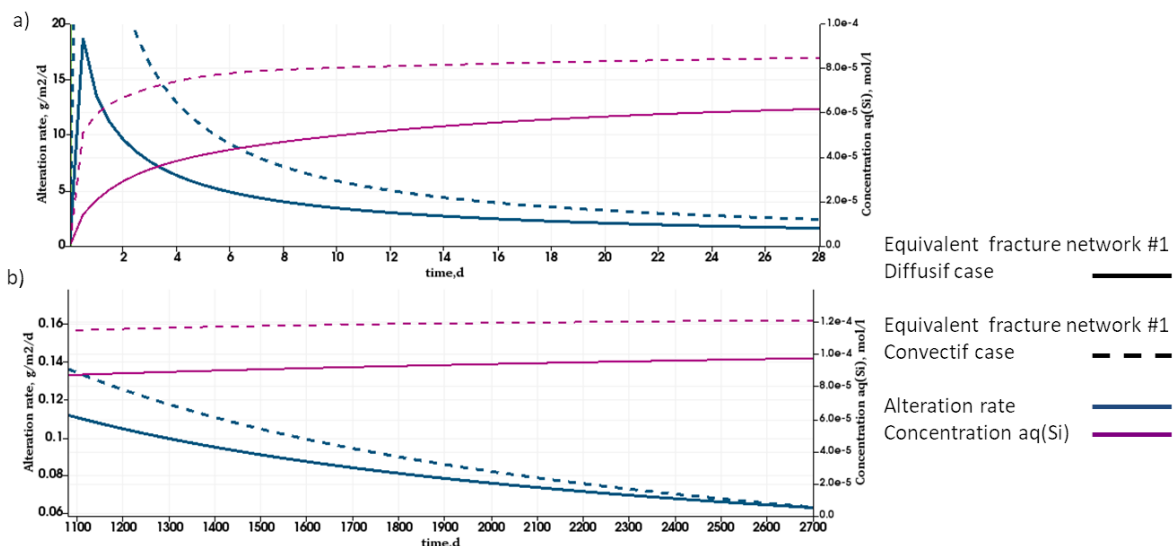 a)
Alteration rate, g/m2/d
20
15
10
5
0
2 4 6 8 10 12 14 16 18 20 22 24 26 28
time,d
1.0e-4
8.0e-5
6.0e-5
4.0e-5
2.0e-5
0.0
Concentration aq(Si), mol/l
b)
Alteration rate, g/m2/d
0.16
0.14
0.12
0.1
0.08
0.06
1100 1200 1300 1400 1500 1600 1700 1800 1900 2000 2100 2200 2300 2400 2500 2600 2700
time,d
1.2e-4
1.0e-4
8.0e-5
6.0e-5
4.0e-5
2.0e-5
0.0
Concentration aq(Si), mol/l
Equivalent fracture network #1
Diffusif case
Equivalent fracture network #1
Convectif case
Alteration rate
Concentration aq(Si)